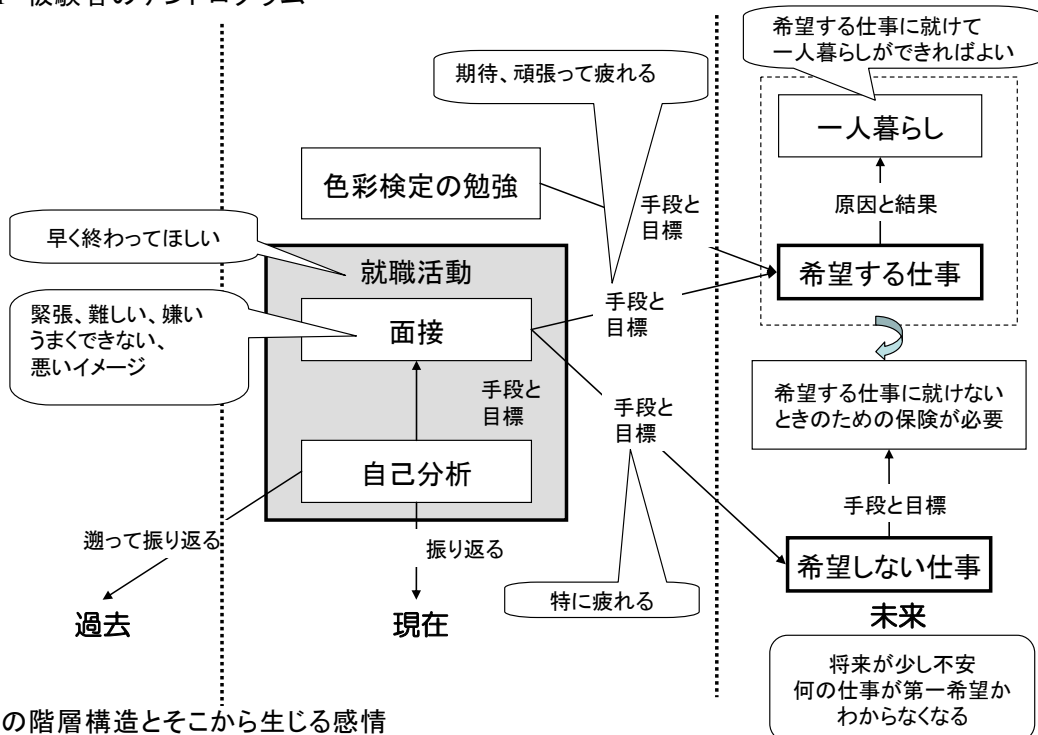 被験者の
希望する仕事に就けて
一人暮らしができればよい
期待、頑張って疲れる
一人暮らし
色彩検定の勉強
手段と
目標
原因と結果
早く終わってほしい
就職活動
希望する仕事
緊張、難しい、嫌い
うまくできない、
悪いイメージ
面接
手段と
目標
手段と
目標
手段と
目標
希望する仕事に就けない
ときのための保険が必要
自己分析
手段と目標
遡って振り返る
振り返る
希望しない仕事
特に疲れる
過去
現在
未来
将来が少し不安
何の仕事が第一希望か
わからなくなる
の階層構造とそこから生じる感情